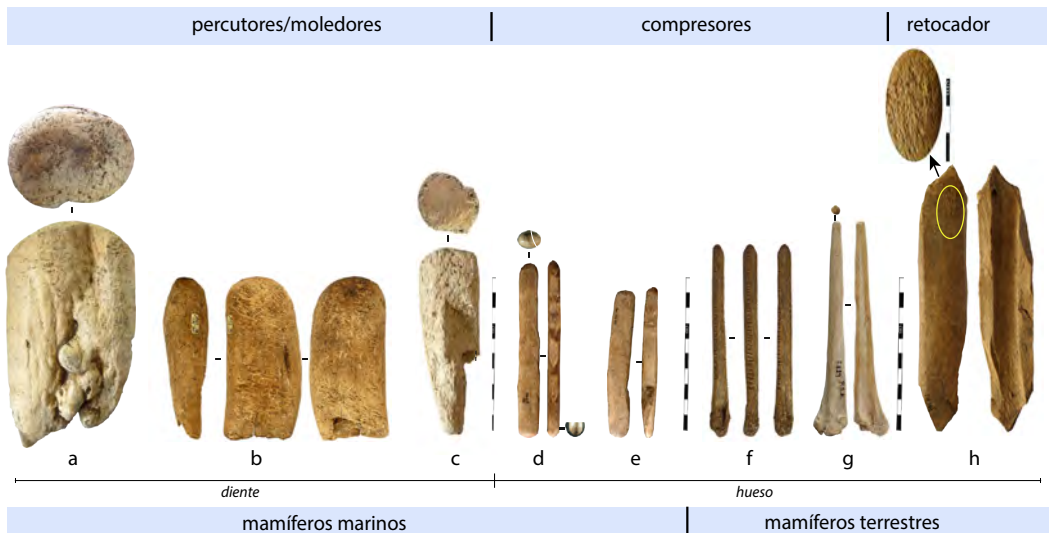 percutores/moledores
compresores
retocador
a
b
c
d
e
f
g
h
diente
hueso
mamíferos marinos
mamíferos terrestres